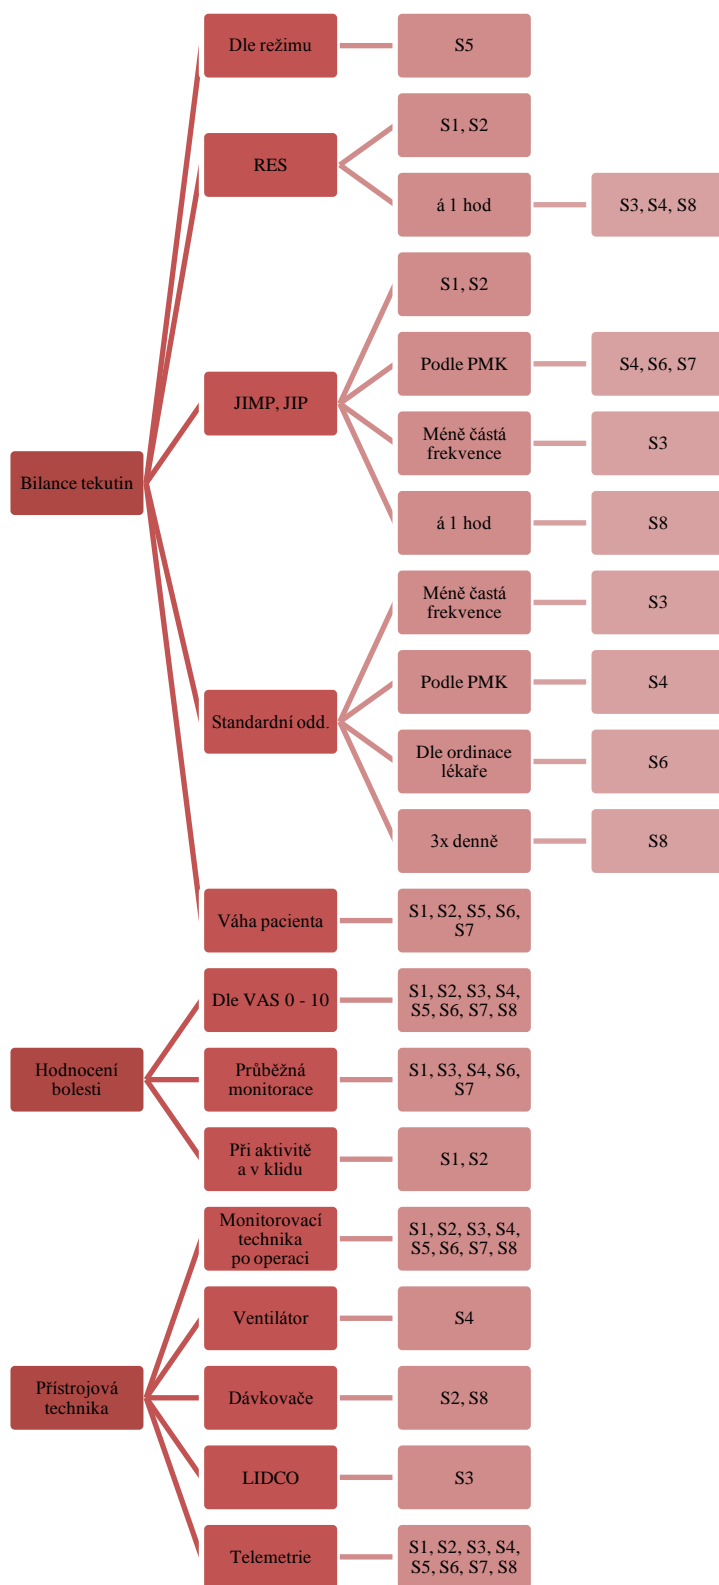 Dle režimu
S5
S1, S2
RES
á 1 hod
S3, S4, S8
S1, S2
Podle PMK
S4, S6, S7
JIMP, JIP
Méně částá
frekvence
S3
Bilance tekutin
á 1 hod
S8
Méně častá
frekvence
S3
Podle PMK
S4
Standardní odd.
Dle ordinace
lékaře
S6
3x denně
S8
Váha pacienta
S1, S2, S5, S6,
S7
Dle VAS 0 - 10
S1, S2, S3, S4,
S5, S6, S7, S8
Hodnocení
bolesti
Průběžná
monitorace
S1, S3, S4, S6,
S7
Při aktivitě
a v klidu
S1, S2
Monitorovací
technika
po operaci
S1, S2, S3, S4,
S5, S6, S7, S8
Ventilátor
S4
Přístrojová
technika
Dávkovače
S2, S8
LIDCO
S3
Telemetrie
S1, S2, S3, S4,
S5, S6, S7, S8